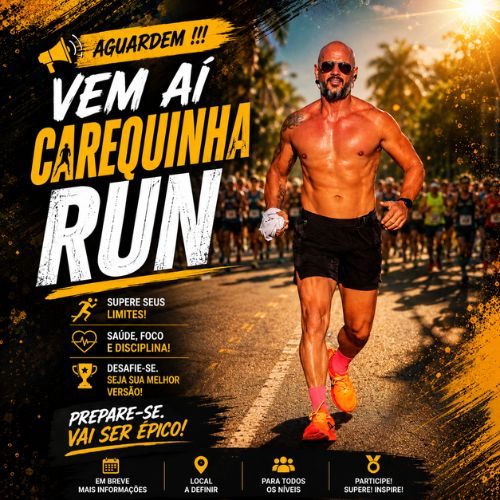 AGUARDEM !!!
VEM AÍ
CAREQUINHA
RUN
SUPERE SEUS
LIMITES!
SAÚDE, FOCO
E DISCIPLINA!
DESAFIE-SE.
SEJA SUA MELHOR
VERSÃO!
PREPARE-SE.
VAI SER ÉPICO!
EM BREVE
MAIS INFORMAÇÕES
LOCAL
A DEFINIR
PARA TODOS
OS NÍVEIS
PARTICIPE!
SUPERE! INSPIRE!